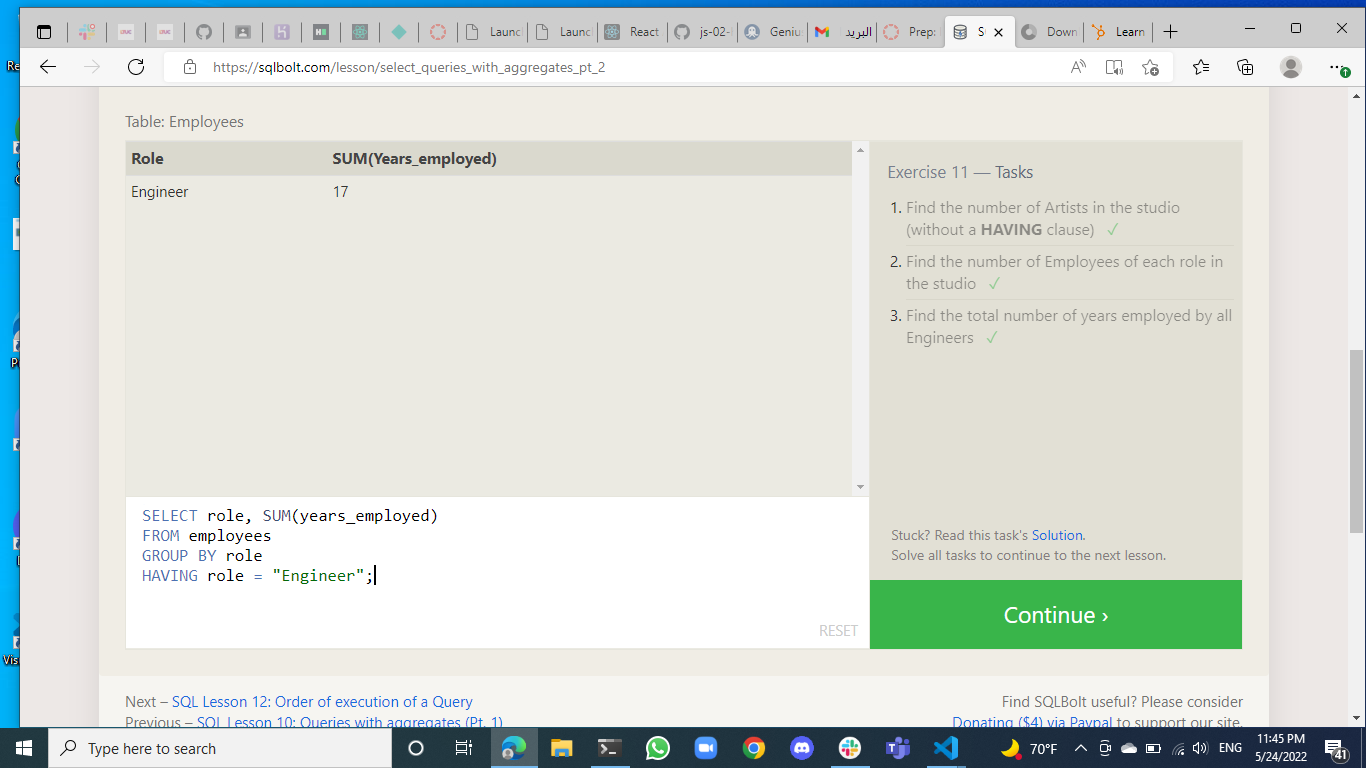 Launc
Launc
React
js-02-
Geniu
البريد
Prep:
S
Down
Learn
https://sqlbolt.com/lesson/select_queries_with_aggregates_pt_2
Table: Employees
Role SUM(Years_employed)
Engineer 17
Exercise 11 — Tasks
1. Find the number of Artists in the studio
(without a HAVING clause) ✓
2. Find the number of Employees of each role in
the studio ✓
3. Find the total number of years employed by all
Engineers ✓
SELECT role, SUM(years_employed)
FROM employees
GROUP BY role
HAVING role = "Engineer";
RESET
Stuck? Read this task's Solution.
Solve all tasks to continue to the next lesson.
Continue ›
Next – SQL Lesson 12: Order of execution of a Query
Previous – SQL Lesson 10: Queries with aggregates (Pt. 1)
Find SQLBolt useful? Please consider
Donating ($4) via Paypal to support our site.
Type here to search
70°F
ENG
11:45 PM
5/24/2022
41